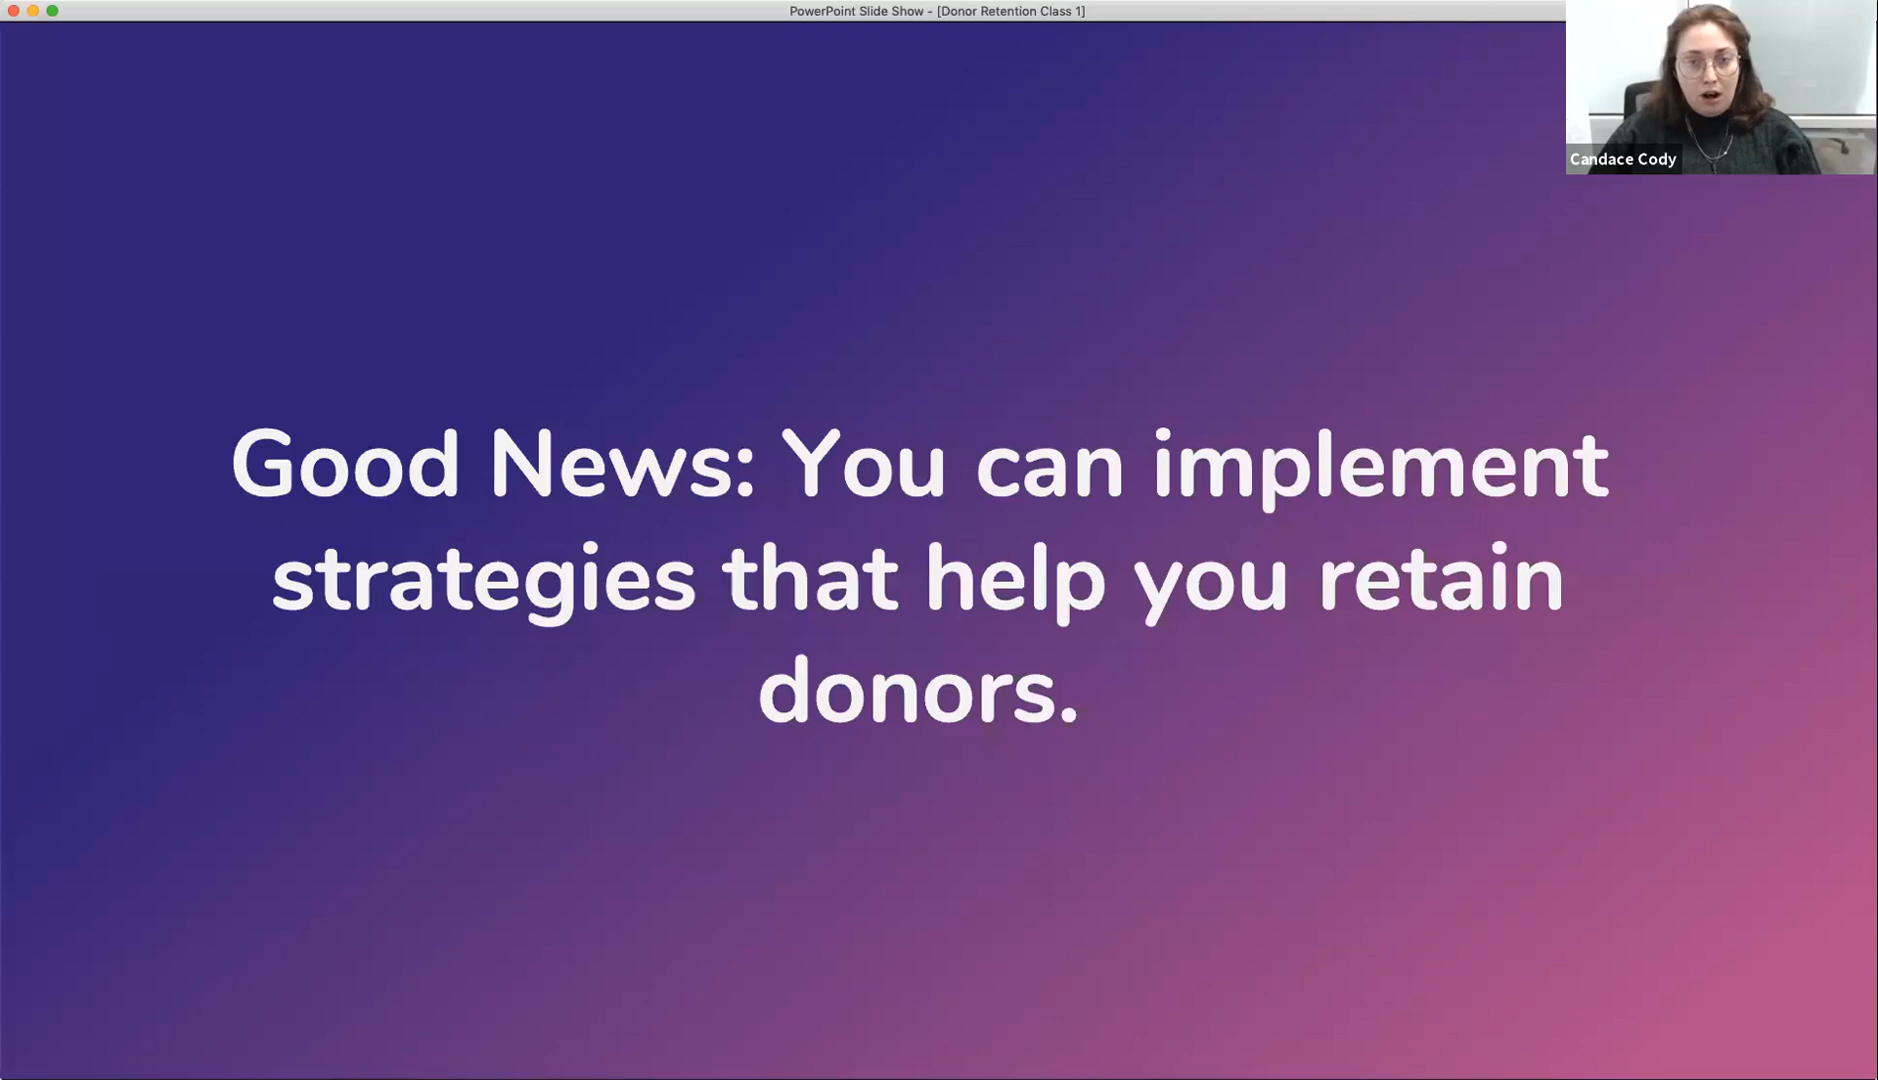 PowerPoint Slide Show - [Donor Retention Class 1]
Candace Cody
Good News: You can implement
strategies that help you retain
donors.